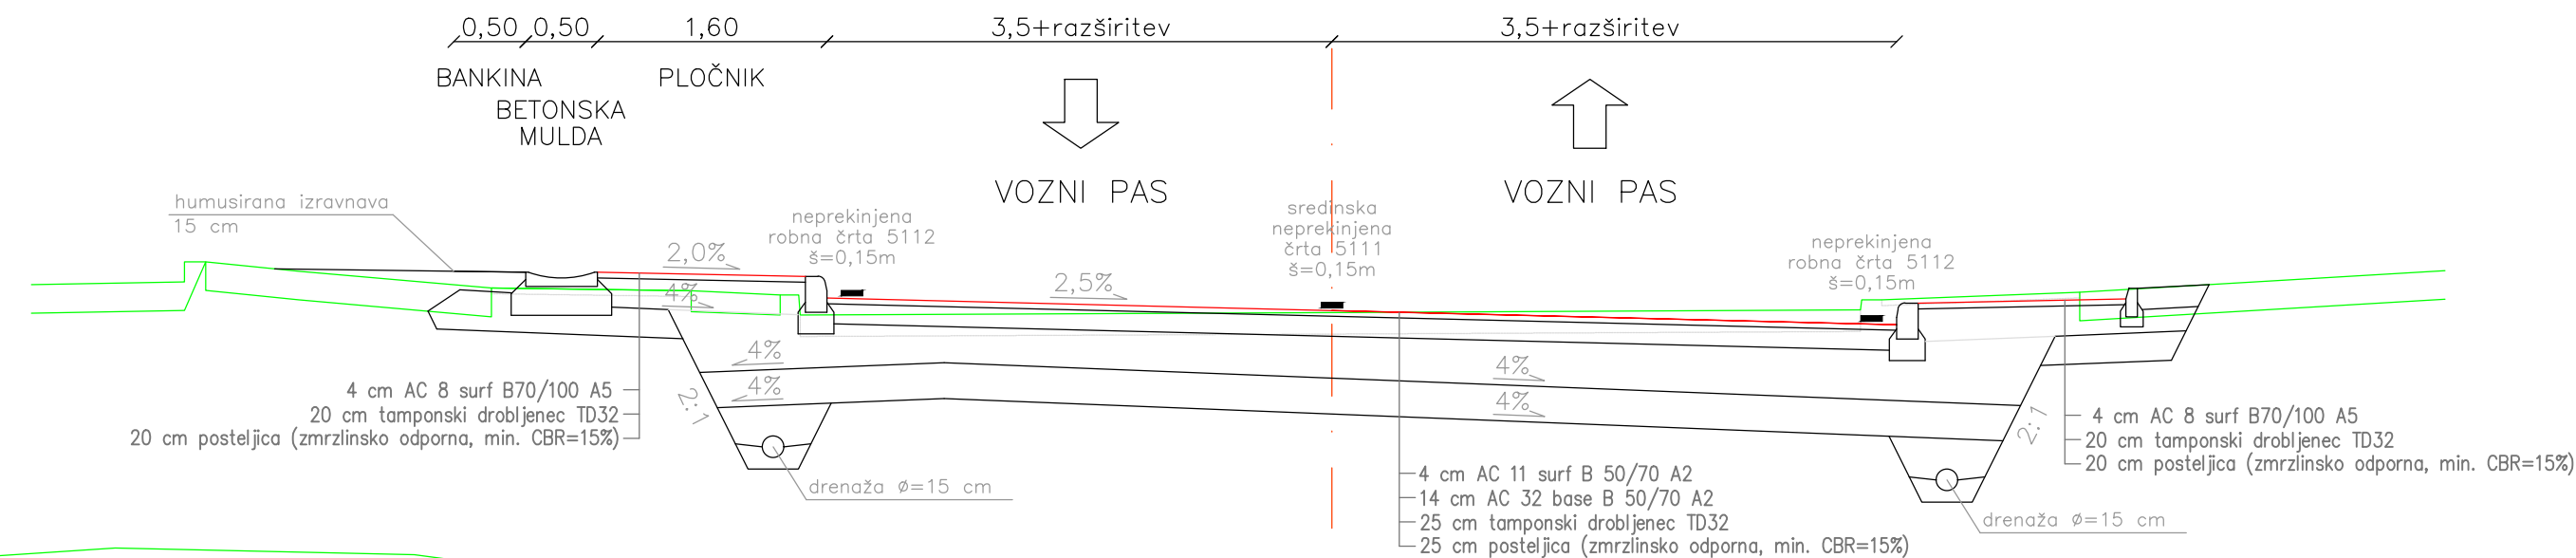 0,50
0,50
1,60
3,5+razširitev
3,5+razširitev
BANKINA
PLOČNIK
BETONSKA
MULDA
VOZNI PAS
VOZNI PAS
humusirana izravnava
15 cm
neprekinjena
robna črta 5112
š=0,15m
sredinska
neprekinjena
črta 5111
š=0,15m
neprekinjena
robna črta 5112
š=0,15m
2,0%
4%
2,5%
4%
4%
4%
4%
2:1
2:1
4 cm AC 8 surf B70/100 A5
20 cm tamponski drobljenec TD32
20 cm posteljica (zmrzlinsko odporna, min. CBR=15%)
drenaža ø=15 cm
4 cm AC 11 surf B 50/70 A2
14 cm AC 32 base B 50/70 A2
25 cm tamponski drobljenec TD32
25 cm posteljica (zmrzlinsko odporna, min. CBR=15%)
4 cm AC 8 surf B70/100 A5
20 cm tamponski drobljenec TD32
20 cm posteljica (zmrzlinsko odporna, min. CBR=15%)
drenaža ø=15 cm